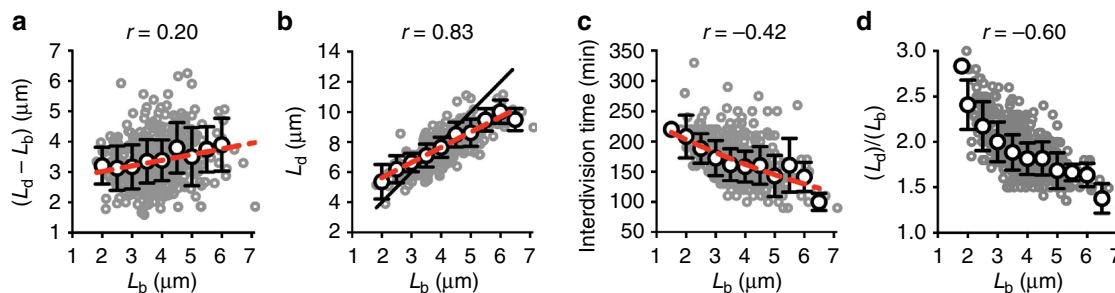 a
r = 0.20
(Ld – Lb) (μm)
7
6
5
4
3
2
1
1 2 3 4 5 6 7
Lb (μm)
b
r = 0.83
Ld (μm)
14
12
10
8
6
4
2
1 2 3 4 5 6 7
Lb (μm)
c
r = –0.42
Interdivision time (min)
350
300
250
200
150
100
50
1 2 3 4 5 6 7
Lb (μm)
d
r = –0.60
(Ld)/(Lb)
3.0
2.5
2.0
1.5
1.0
2 3 4 5 6 7
Lb (μm)